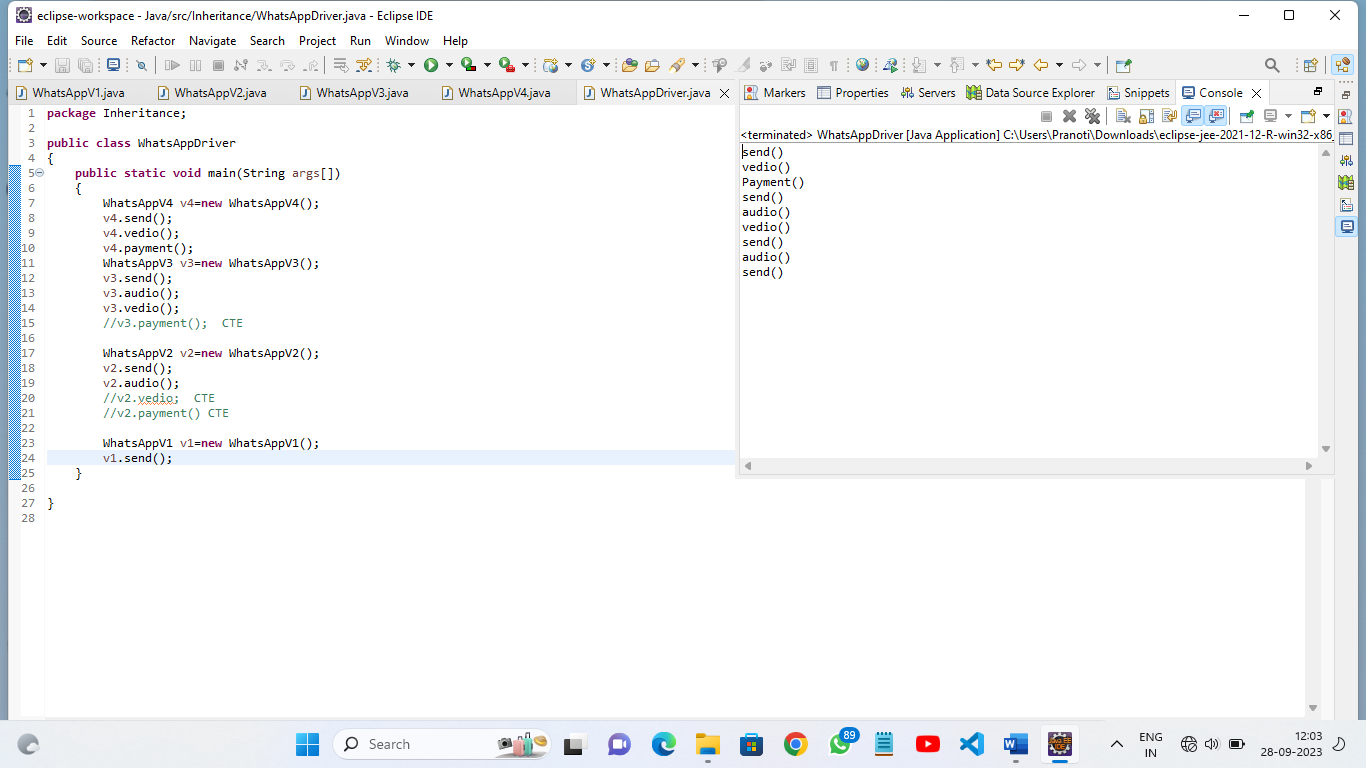 eclipse-workspace - Java/src/Inheritance/WhatsAppDriver.java - Eclipse IDE
File Edit Source Refactor Navigate Search Project Run Window Help
WhatsAppV1.java WhatsAppV2.java WhatsAppV3.java WhatsAppV4.java WhatsAppDriver.java
1 package Inheritance;
2
3 public class WhatsAppDriver
4 {
5 public static void main(String args[])
6 {
7 WhatsAppV4 v4=new WhatsAppV4();
8 v4.send();
9 v4.vedio();
10 v4.payment();
11 WhatsAppV3 v3=new WhatsAppV3();
12 v3.send();
13 v3.audio();
14 v3.vedio();
15 //v3.payment();  CTE
16
17 WhatsAppV2 v2=new WhatsAppV2();
18 v2.send();
19 v2.audio();
20 //v2.vedio;  CTE
21 //v2.payment() CTE
22
23 WhatsAppV1 v1=new WhatsAppV1();
24 v1.send();
25 }
26
27 }
28
Markers Properties Servers Data Source Explorer Snippets Console
<terminated> WhatsAppDriver [Java Application] C:\Users\Pranoti\Downloads\eclipse-jee-2021-12-R-win32-x86_
send()
vedio()
Payment()
send()
audio()
vedio()
send()
audio()
send()
Search
89
ENG
IN
12:03
28-09-2023